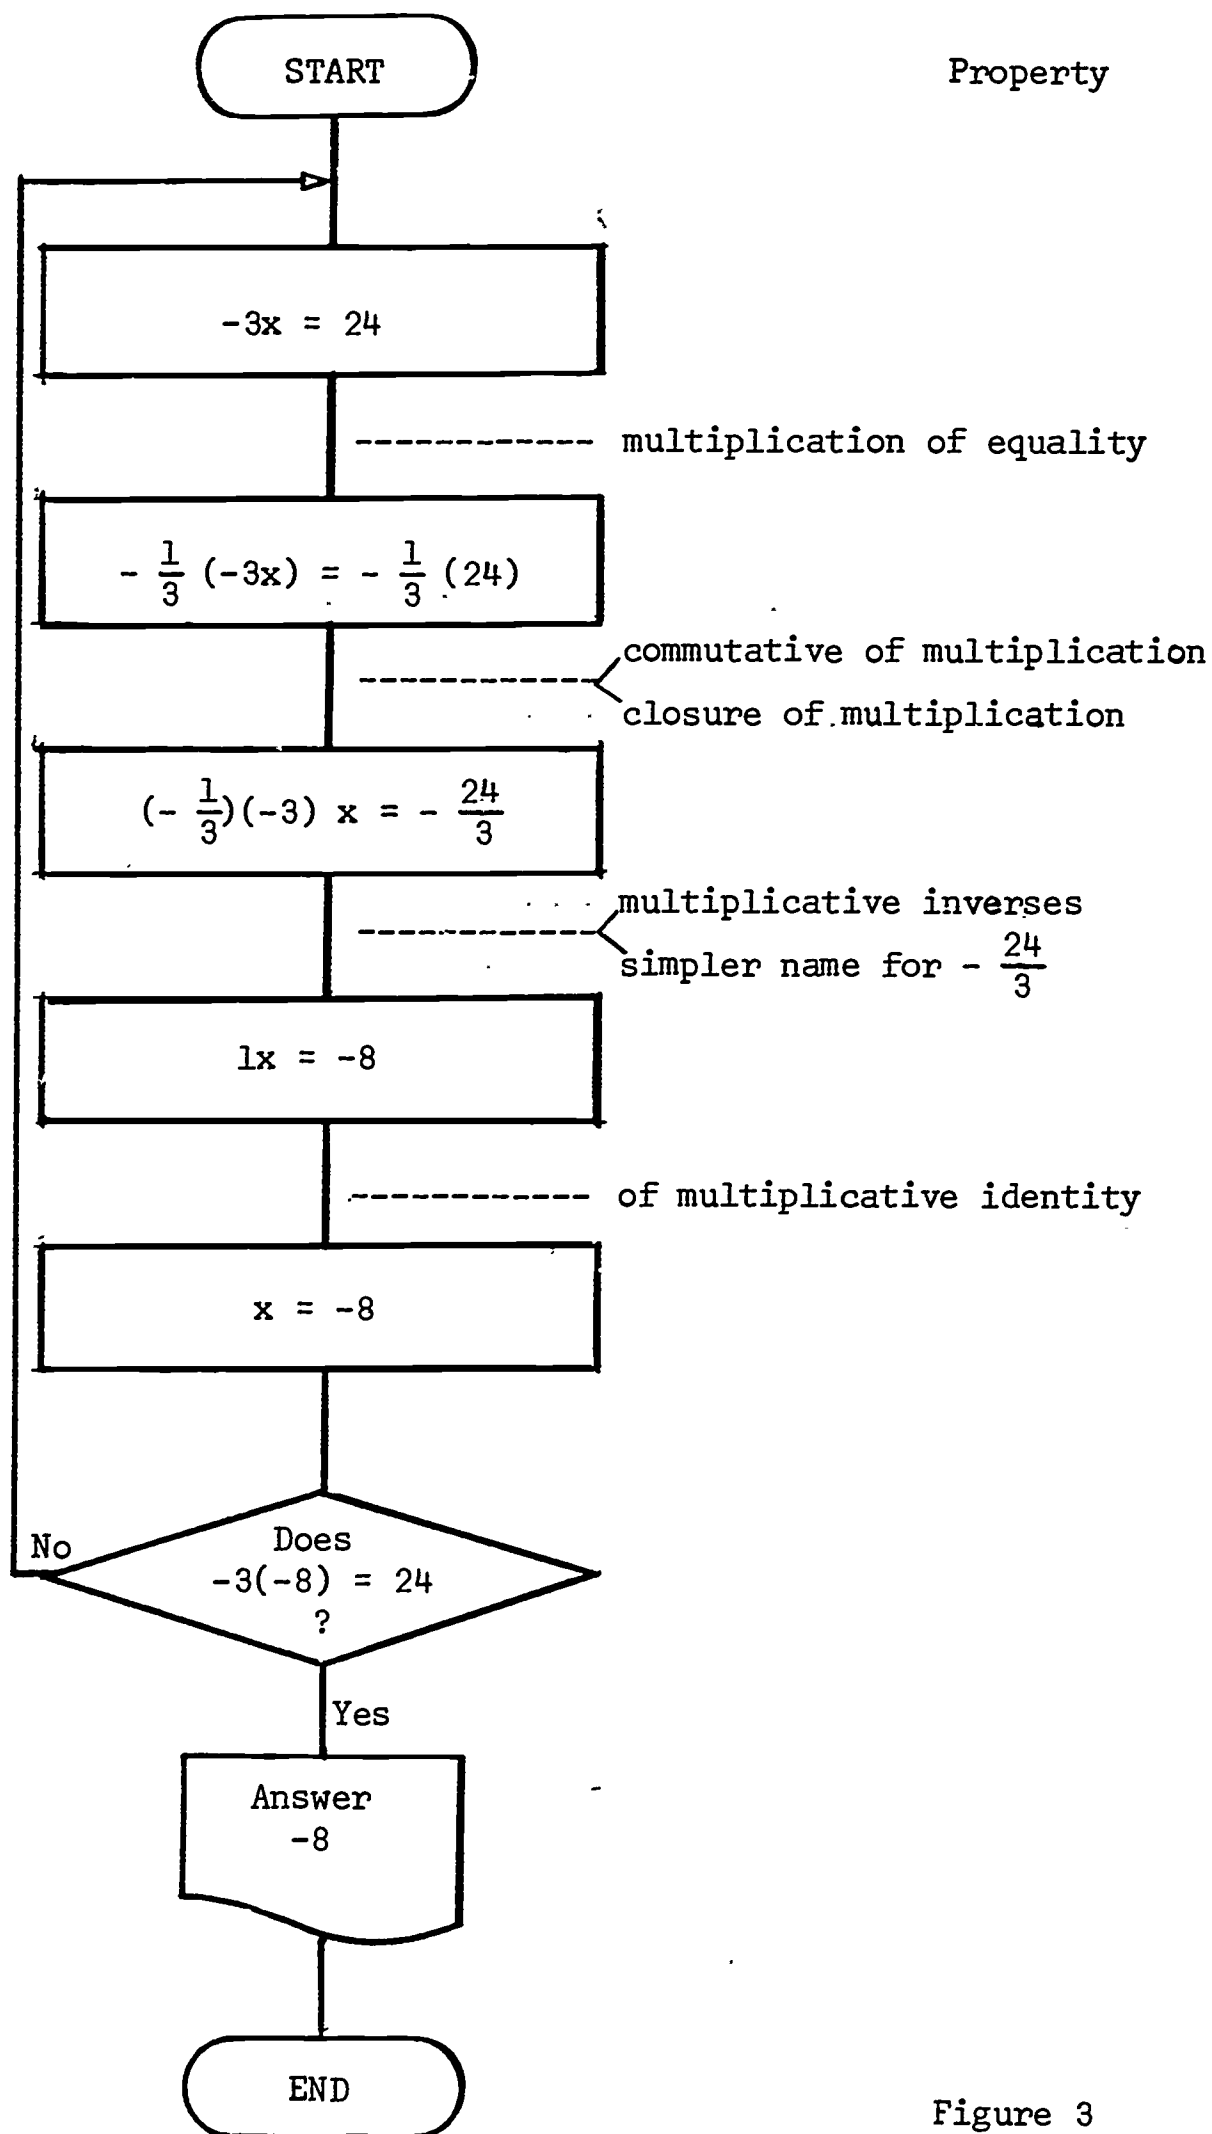 START
Property
-3x = 24
multiplication of equality
- 1/3 (-3x) = - 1/3 (24)
commutative of multiplication
closure of multiplication
(- 1/3)(-3) x = - 24/3
multiplicative inverses
simpler name for - 24/3
1x = -8
of multiplicative identity
x = -8
No
Does
-3(-8) = 24
?
Yes
Answer
-8
END
Figure 3